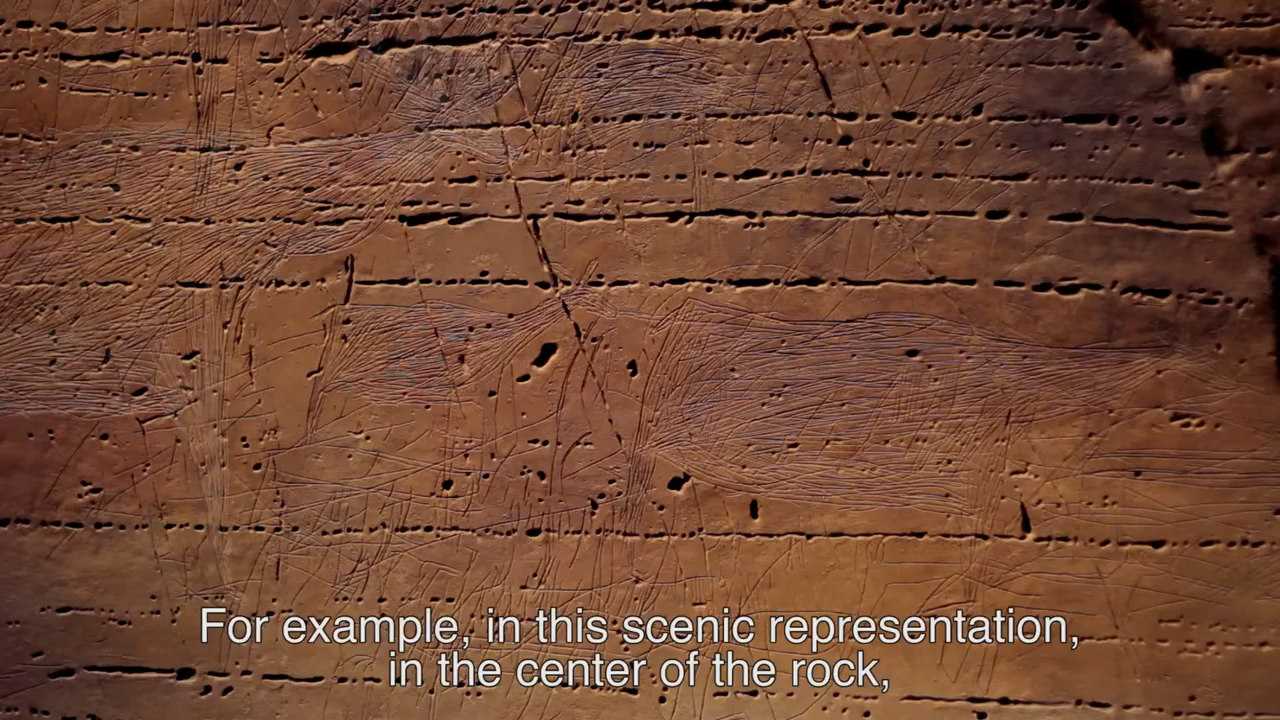 For example, in this scenic representation,
in the center of the rock,